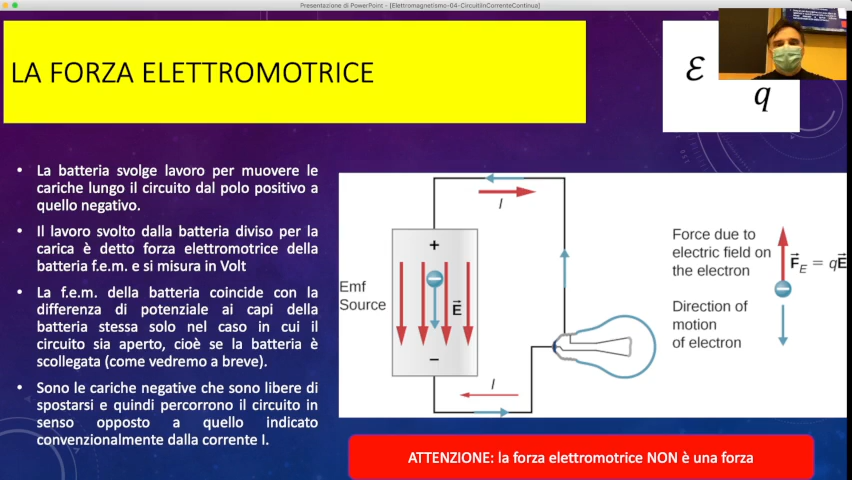 Presentazione di PowerPoint - [Elettromagnetismo-04-CircuitiInCorrenteContinua]
LA FORZA ELETTROMOTRICE
ℰ
q
• La batteria svolge lavoro per muovere le
cariche lungo il circuito dal polo positivo a
quello negativo.
• Il lavoro svolto dalla batteria diviso per la
carica è detto forza elettromotrice della
batteria f.e.m. e si misura in Volt
• La f.e.m. della batteria coincide con la
differenza di potenziale ai capi della
batteria stessa solo nel caso in cui il
circuito sia aperto, cioè se la batteria è
scollegata (come vedremo a breve).
• Sono le cariche negative che sono libere di
spostarsi e quindi percorrono il circuito in
senso opposto a quello indicato
convenzionalmente dalla corrente I.
I
+
Emf
Source
E⃗
−
I
Force due to
electric field on
the electron
F⃗E = qE⃗
Direction of
motion
of electron
ATTENZIONE: la forza elettromotrice NON è una forza